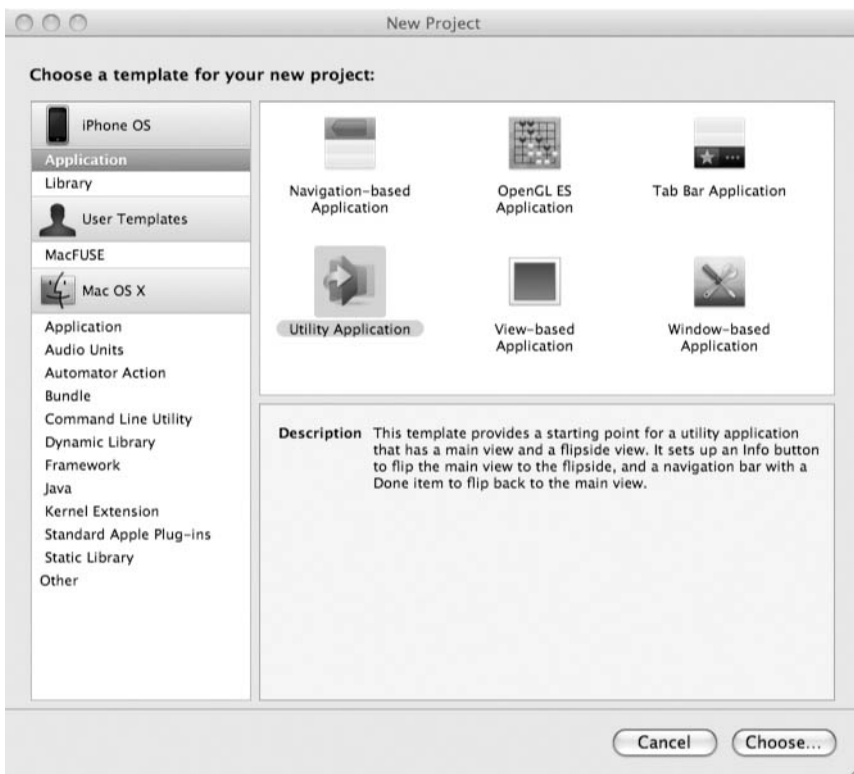 New Project
Choose a template for your new project:
iPhone OS
Application
Library
User Templates
MacFUSE
Mac OS X
Application
Audio Units
Automator Action
Bundle
Command Line Utility
Dynamic Library
Framework
Java
Kernel Extension
Standard Apple Plug-ins
Static Library
Other
Navigation-based
Application
OpenGL ES
Application
Tab Bar Application
Utility Application
View-based
Application
Window-based
Application
Description This template provides a starting point for a utility application
that has a main view and a flipside view. It sets up an Info button
to flip the main view to the flipside, and a navigation bar with a
Done item to flip back to the main view.
Cancel
Choose...